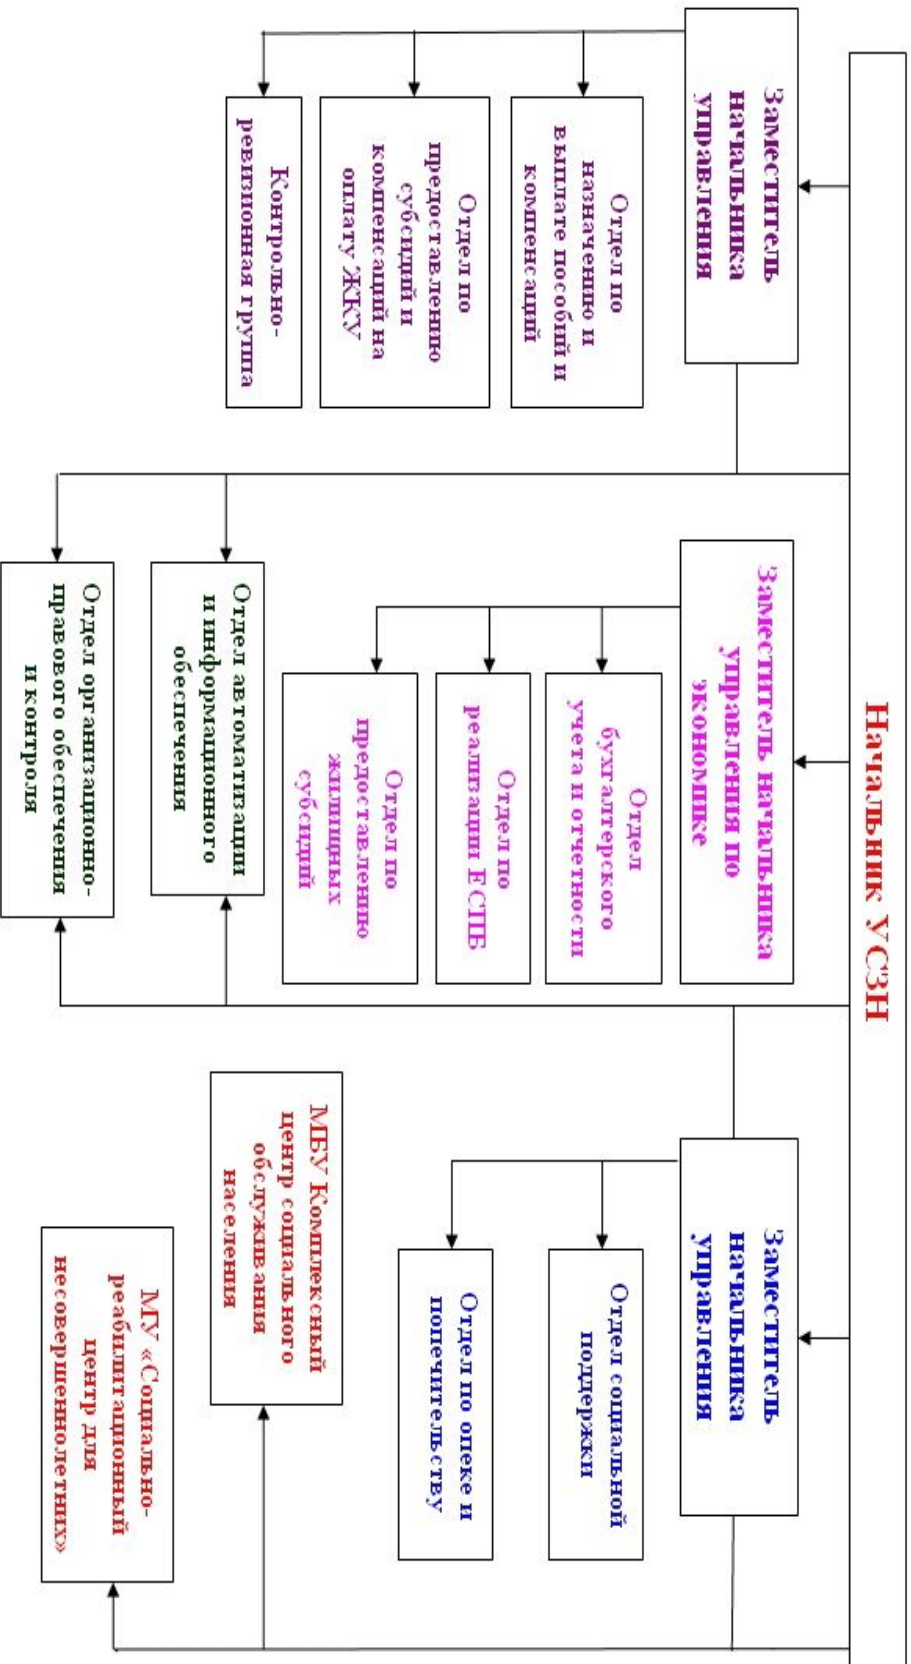 Начальник УСЗН
Заместитель
начальника
управления
Отдел по
назначению и
выплате пособий и
компенсаций
Отдел по
предоставлению
субсидий и
компенсаций на
оплату ЖКУ
Контрольно-
ревизионная группа
Заместитель начальника
управления по
экономике
Отдел
бухгалтерского
учета и отчетности
Отдел по
реализации ЕСПБ
Отдел по
предоставлению
жилищных
субсидий
Отдел автоматизации
и информационного
обеспечения
Отдел организационно-
правового обеспечения
и контроля
Заместитель
начальника
управления
Отдел социальной
поддержки
Отдел по опеке и
попечительству
МБУ Комплексный
центр социального
обслуживания
населения
МУ «Социально-
реабилитационный
центр для
несовершеннолетних»